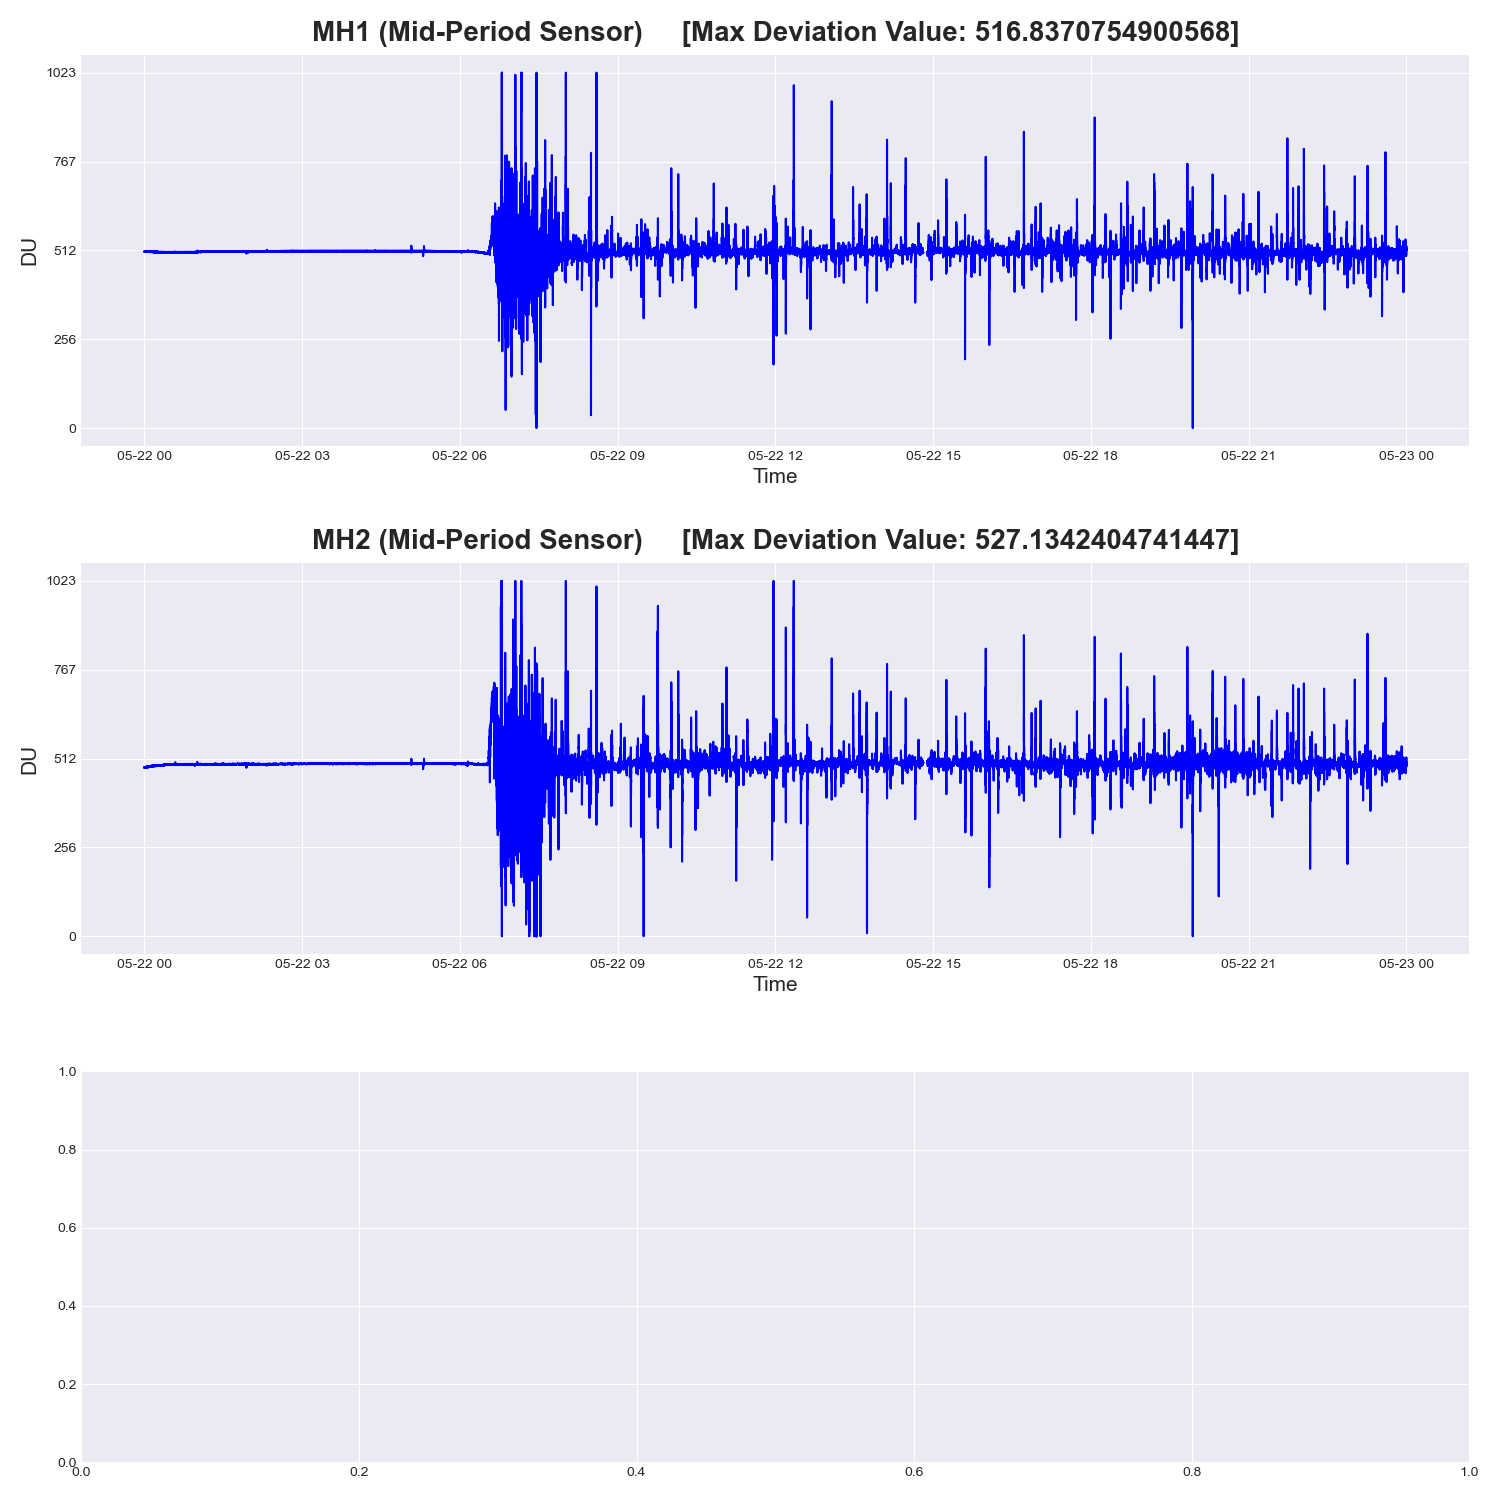 MH1 (Mid-Period Sensor) [Max Deviation Value: 516.8370754900568]
1023
767
512
256
0
DU
05-22 00 05-22 03 05-22 06 05-22 09 05-22 12 05-22 15 05-22 18 05-22 21 05-23 00
Time
MH2 (Mid-Period Sensor) [Max Deviation Value: 527.1342404741447]
1023
767
512
256
0
DU
05-22 00 05-22 03 05-22 06 05-22 09 05-22 12 05-22 15 05-22 18 05-22 21 05-23 00
Time
1.0
0.8
0.6
0.4
0.2
0.0
0.0 0.2 0.4 0.6 0.8 1.0